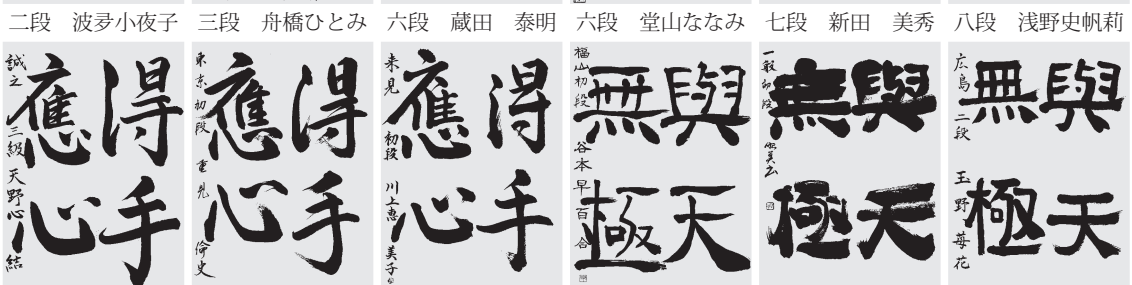 二段　波夛小夜子
三段　舟橋ひとみ
六段　蔵田　泰明
六段　堂山ななみ
七段　新田　美秀
八段　浅野史帆莉
得手
應心
誠之 三級 天野心結
得手
應心
東京 初段 重見 倫史
得手
應心
来見 初段 川上恵美子
與天
無極
福山初段 谷本早百合
與天
無極
一般初段
與天
無極
広島 二段 玉野 苺花